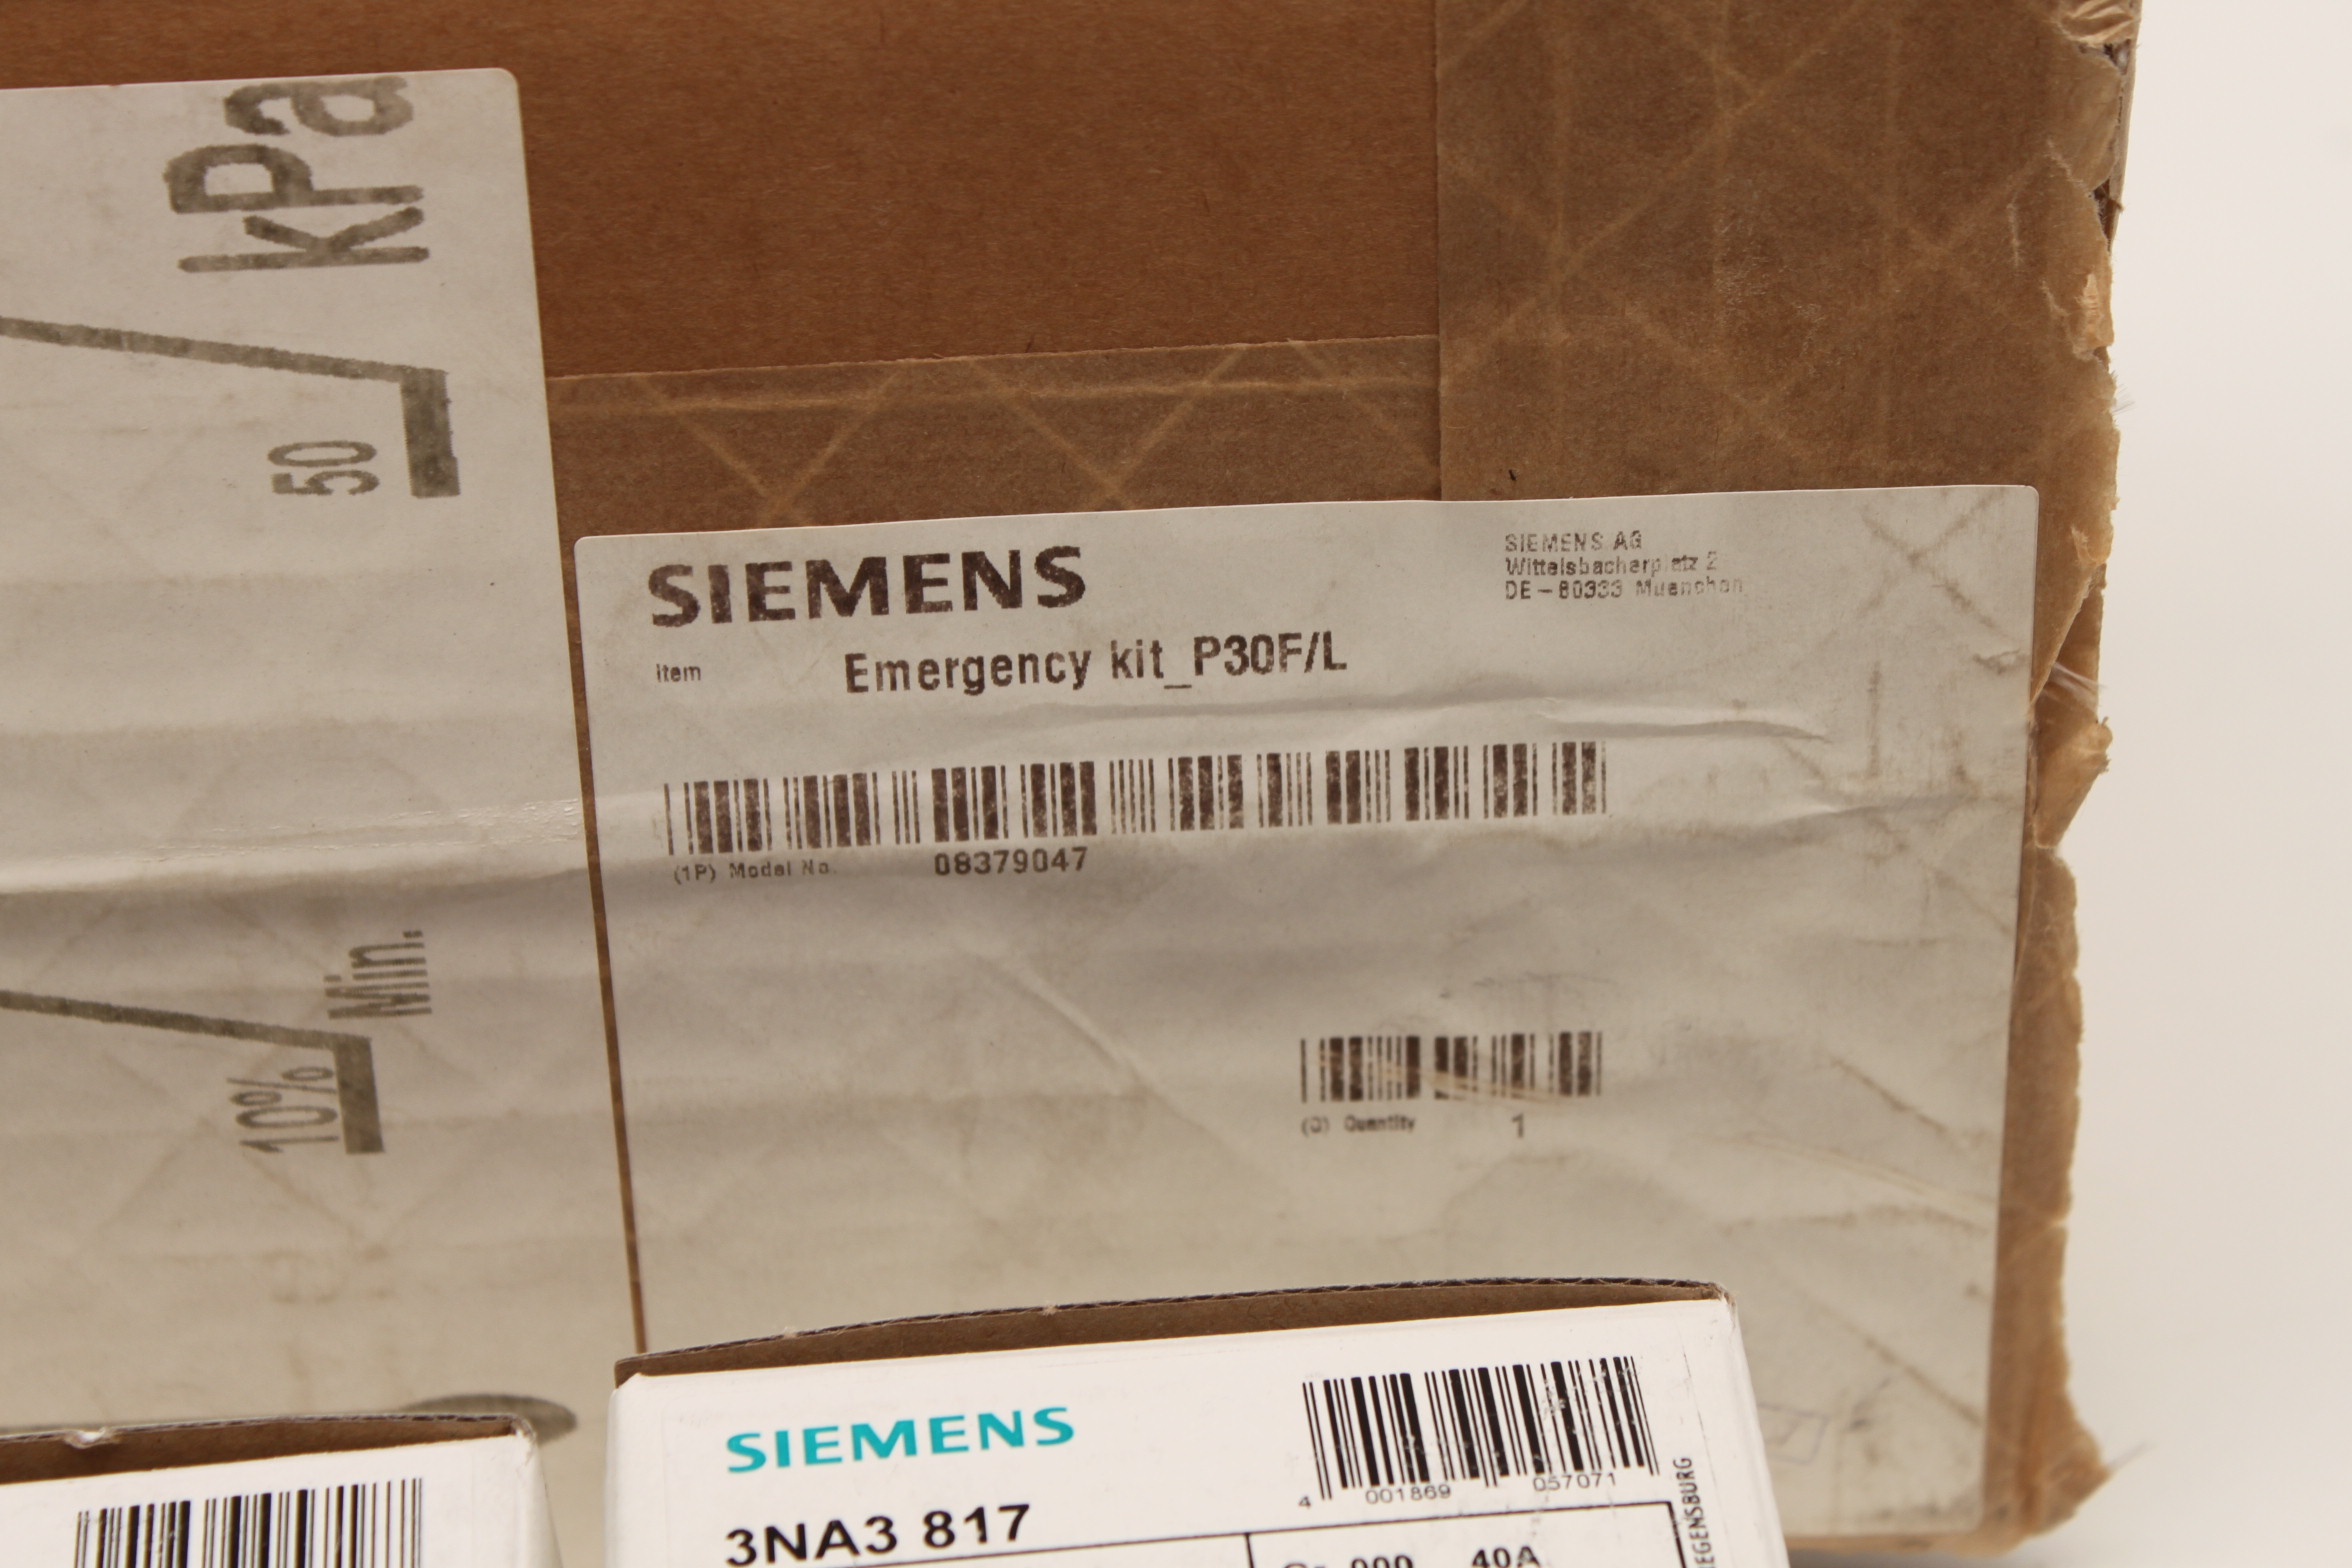 kPa
50
Min.
10%
SIEMENS
SIEMENS AG
Wittelsbacherplatz 2
DE-80333 Muenchen
Item Emergency kit_P30F/L
(1P) Model No. 08379047
(Q) Quantity 1
SIEMENS
4 001869 057071
3NA3 817
40A